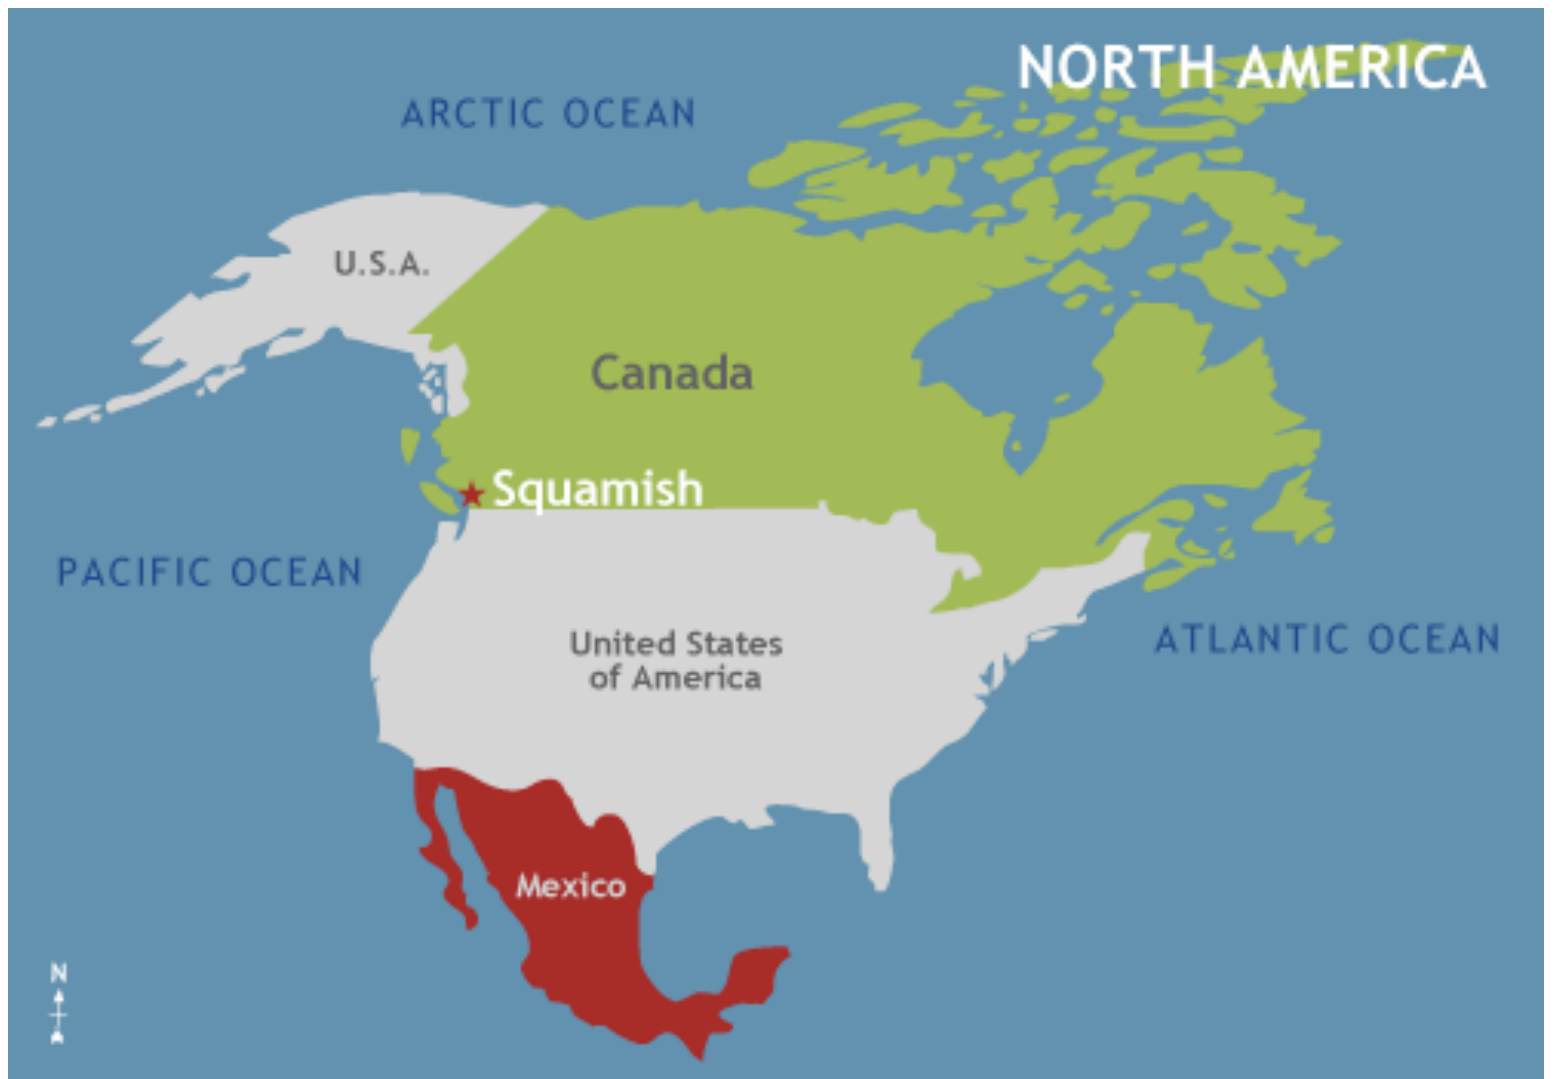 NORTH AMERICA
ARCTIC OCEAN
U.S.A.
Canada
Squamish
PACIFIC OCEAN
United States
of America
ATLANTIC OCEAN
Mexico
N